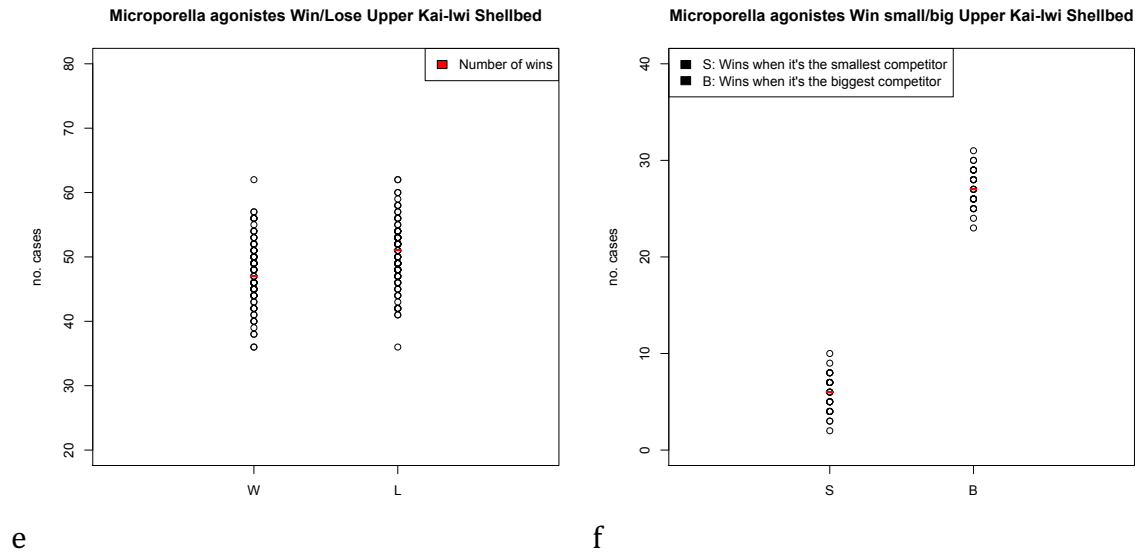 Microporella agonistes Win/Lose Upper Kai-Iwi Shellbed
Number of wins
no. cases
80
70
60
50
40
30
20
W
L
e
Microporella agonistes Win small/big Upper Kai-Iwi Shellbed
S: Wins when it's the smallest competitor
B: Wins when it's the biggest competitor
no. cases
40
30
20
10
0
S
B
f